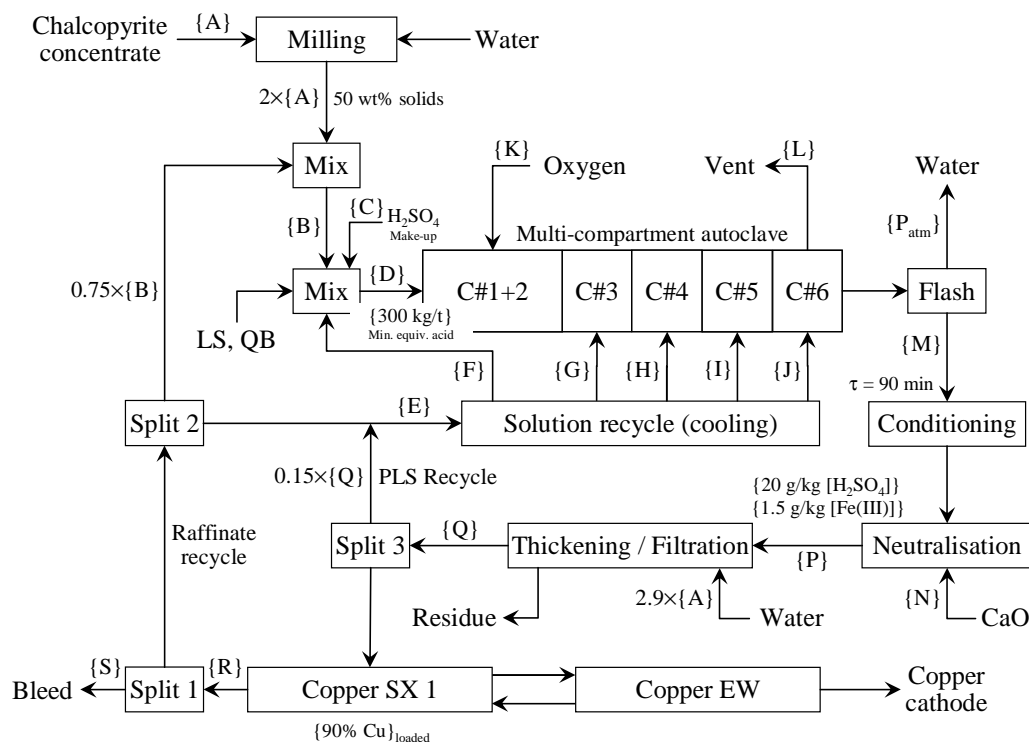 Chalcopyrite
concentrate
{A}
Milling
Water
2×{A}
50 wt% solids
Mix
{B}
{C}
H₂SO₄
Make-up
0.75×{B}
Mix
{D}
LS, QB
{300 kg/t}
Min. equiv. acid
{K}
Oxygen
Vent
{L}
Multi-compartment autoclave
C#1+2
C#3
C#4
C#5
C#6
Water
{P_atm}
Flash
{M}
τ = 90 min
Conditioning
{F}
{G}
{H}
{I}
{J}
Split 2
{E}
Solution recycle (cooling)
0.15×{Q}
PLS Recycle
{20 g/kg [H₂SO₄]}
{1.5 g/kg [Fe(III)]}
Raffinate
recycle
Split 3
{Q}
Thickening / Filtration
{P}
Neutralisation
Residue
2.9×{A}
Water
{N}
CaO
Bleed
{S}
Split 1
{R}
Copper SX 1
Copper EW
Copper
cathode
{90% Cu}loaded